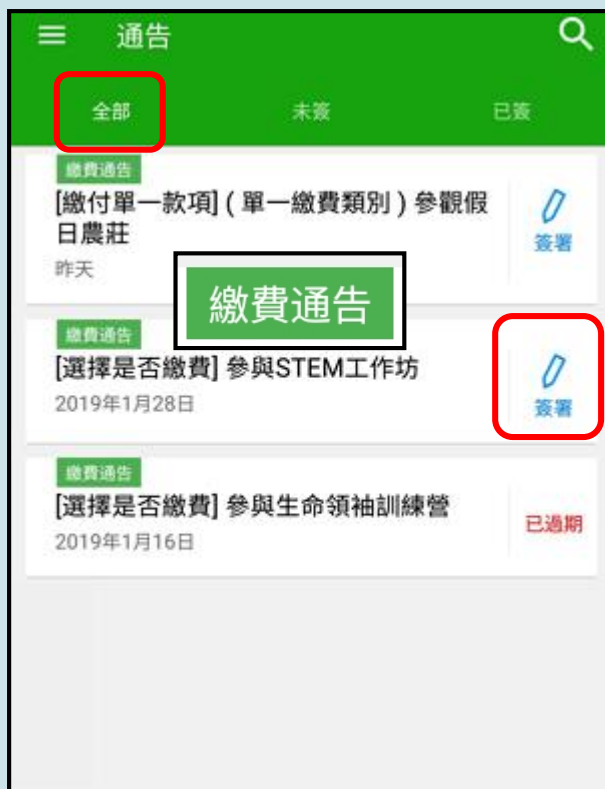 通告
全部
未簽
已簽
繳費通告
[繳付單一款項] ( 單一繳費類別 ) 參觀假
日農莊
昨天
簽署
繳費通告
繳費通告
[選擇是否繳費] 參與STEM工作坊
2019年1月28日
簽署
繳費通告
[選擇是否繳費] 參與生命領袖訓練營
2019年1月16日
已過期